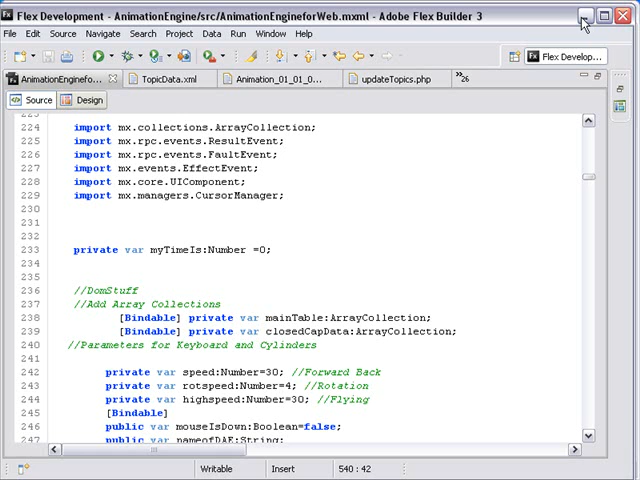 Flex Development - AnimationEngine/src/AnimationEngineforWeb.mxml - Adobe Flex Builder 3
File Edit Source Navigate Search Project Data Run Window Help
Flex Develop...
AnimationEnginefo... TopicData.xml Animation_01_01_0... updateTopics.php »26
Source Design
223
224 import mx.collections.ArrayCollection;
225 import mx.rpc.events.ResultEvent;
226 import mx.rpc.events.FaultEvent;
227 import mx.events.EffectEvent;
228 import mx.core.UIComponent;
229 import mx.managers.CursorManager;
230
231
232
233 private var myTimeIs:Number =0;
234
235
236 //DomStuff
237 //Add Array Collections
238 [Bindable] private var mainTable:ArrayCollection;
239 [Bindable] private var closedCapData:ArrayCollection;
240 //Parameters for Keyboard and Cylinders
241
242 private var speed:Number=30; //Forward Back
243 private var rotspeed:Number=4; //Rotation
244 private var highspeed:Number=30; //Flying
245 [Bindable]
246 public var mouseIsDown:Boolean=false;
247 public var nameofDAE:String;
Writable Insert 540 : 42